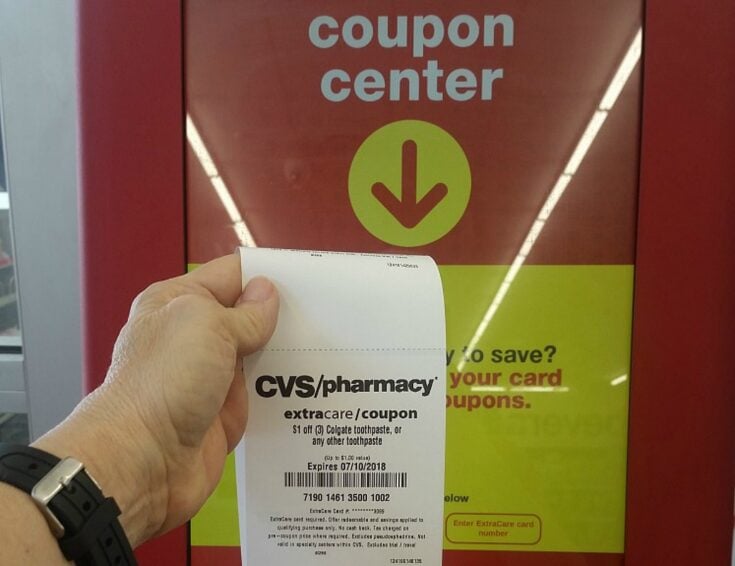 coupon
center
to save?
your card
elow
Enter ExtraCare card
number
CVS/pharmacy
extracare/coupon
$1 off (3) Colgate toothpaste, or
any other toothpaste
(Up to $1.00 value)
Expires 07/10/2018
7190 1461 3500 1002
ExtraCare Card #: ********
ExtraCare card required. Offer redeemable and savings applied to
qualifying purchase only. No cash back. Tax charged on
pre-coupon price where required. Excludes pseudoephedrine. Not
valid in specialty centers within CVS. Excludes trial / travel
sizes